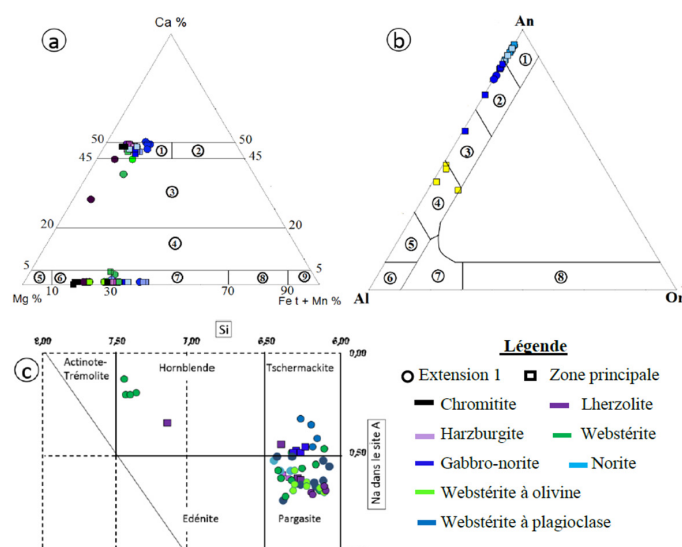 a
Ca %
50
50
45
45
① ②
③
20
20
④
5
5
⑤ ⑥ ⑦ ⑧ ⑨
10
30
70
90
Mg %
Fe t + Mn %
b
An
①
②
③
④
⑤
⑥ ⑦ ⑧
Al
Or
c
Si
8,00 7,50 7,00 6,50 6,00
0,00
Actinote-
Trémolite
Hornblende
Tschermackite
0,50
Na dans le site A
Edénite
Pargasite
Légende
Extension 1
Zone principale
Chromitite
Lherzolite
Harzburgite
Webstérite
Gabbro-norite
Norite
Webstérite à olivine
Webstérite à plagioclase